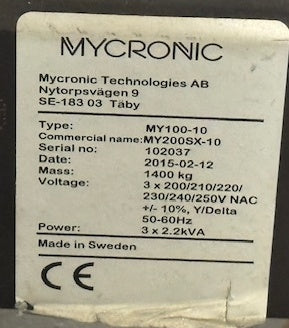 MYCRONIC
Mycronic Technologies AB
Nytorpsvägen 9
SE-183 03 Täby
Type: MY100-10
Commercial name: MY200SX-10
Serial no: 102037
Date: 2015-02-12
Mass: 1400 kg
Voltage: 3 x 200/210/220/
230/240/250V NAC
+/- 10%, Y/Delta
50-60Hz
Power: 3 x 2.2kVA
Made in Sweden
CE